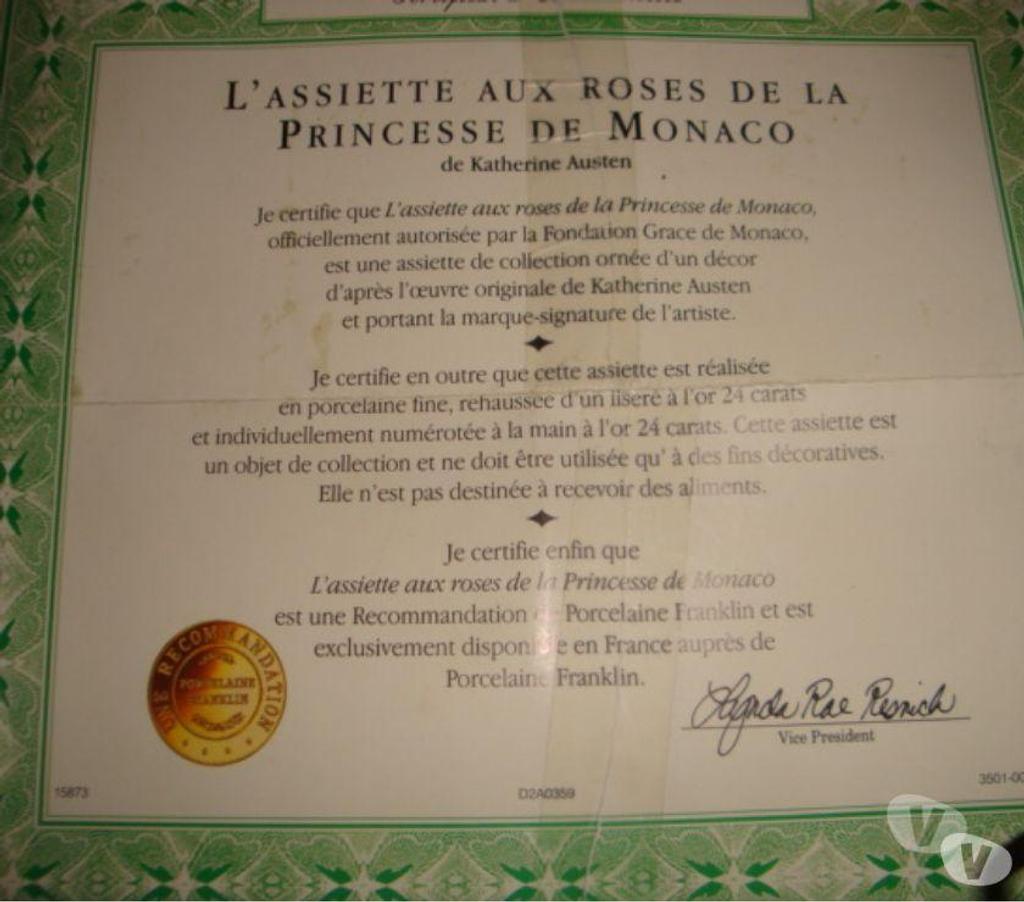 L'ASSIETTE AUX ROSES DE LA
PRINCESSE DE MONACO
de Katherine Austen
Je certifie que L'assiette aux roses de la Princesse de Monaco,
officiellement autorisée par la Fondation Grace de Monaco,
est une assiette de collection ornée d'un décor
d'après l'œuvre originale de Katherine Austen
et portant la marque-signature de l'artiste.
Je certifie en outre que cette assiette est réalisée
en porcelaine fine, rehaussée d'un liseré à l'or 24 carats
et individuellement numérotée à la main à l'or 24 carats. Cette assiette est
un objet de collection et ne doit être utilisée qu' à des fins décoratives.
Elle n'est pas destinée à recevoir des aliments.
Je certifie enfin que
L'assiette aux roses de la Princesse de Monaco
est une Recommandation de Porcelaine Franklin et est
exclusivement disponible en France auprès de
Porcelaine Franklin.
UNE RECOMMANDATION
PORCELAINE
FRANKLIN
Lynda Rae Resnick
Vice President
15873
D2A0359
3501-00
V
V